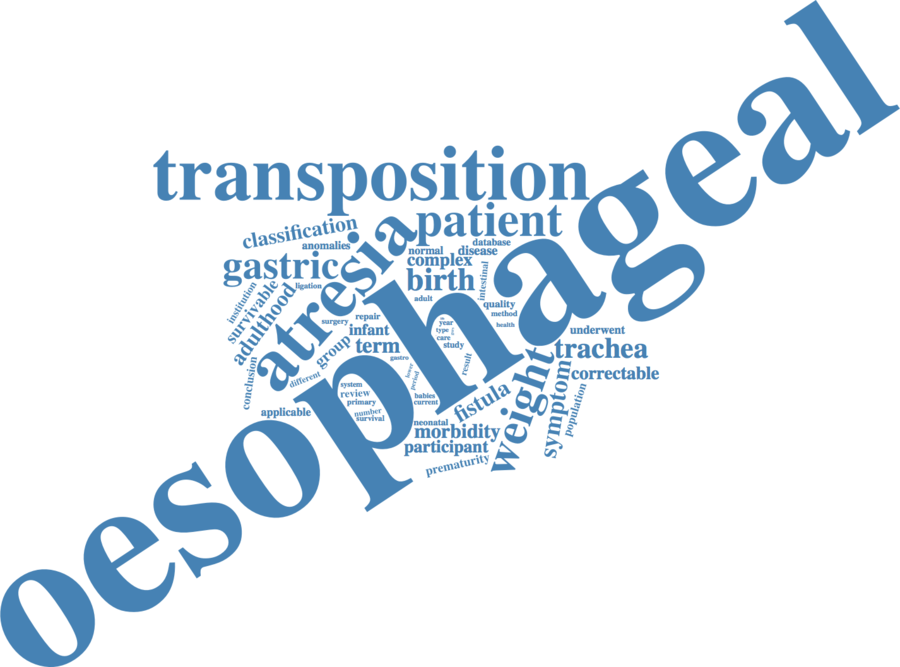 oesophageal
transposition
patient
classification
anomalies
atresia
gastric
ligation
database
normal
disease
complex
birth
adult
intestinal
quality
method
health
institution
survivable
adulthood
surgery
repair
infant
term
group
different
conclusion
gastro
year
type
care
study
result
lower
period
underwent
trachea
correctable
symptom
population
weight
fistula
system
review
primary
number
survival
babies
current
applicable
neonatal
morbidity
participant
prematurity